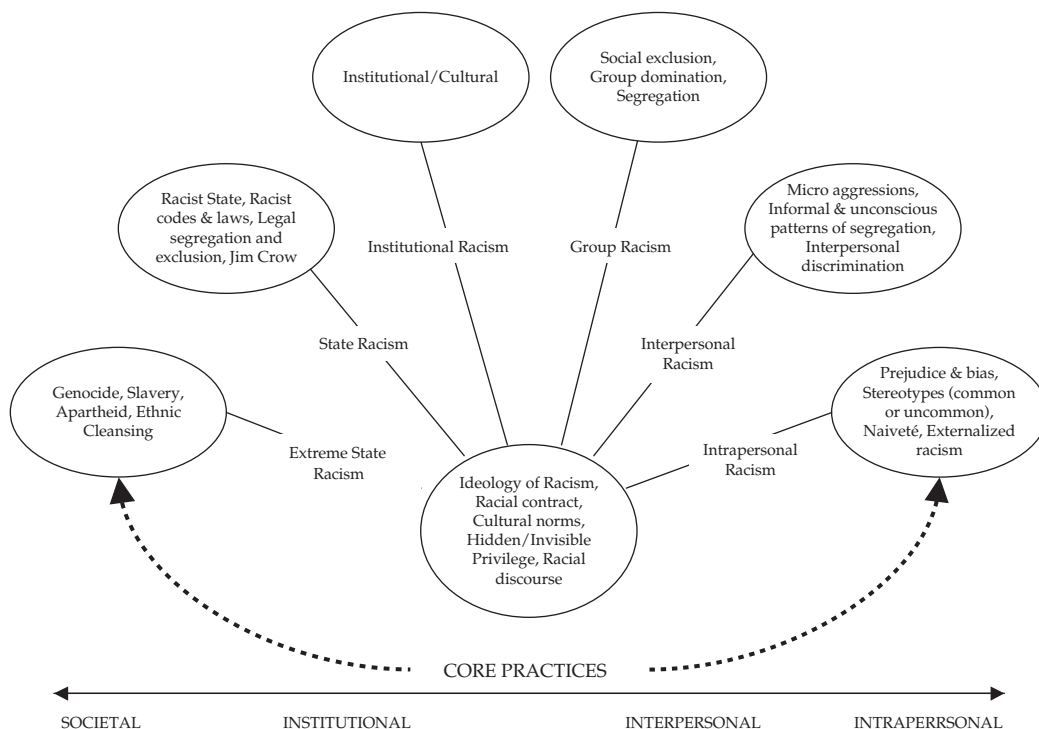 Institutional/Cultural
Social exclusion,
Group domination,
Segregation
Racist State, Racist
codes & laws, Legal
segregation and
exclusion, Jim Crow
Micro aggressions,
Informal & unconscious
patterns of segregation,
Interpersonal
discrimination
Institutional Racism
Group Racism
State Racism
Interpersonal
Racism
Genocide, Slavery,
Apartheid, Ethnic
Cleansing
Prejudice & bias,
Stereotypes (common
or uncommon),
Naiveté, Externalized
racism
Extreme State
Racism
Intrapersonal
Racism
Ideology of Racism,
Racial contract,
Cultural norms,
Hidden/Invisible
Privilege, Racial
discourse
CORE PRACTICES
SOCIETAL
INSTITUTIONAL
INTERPERSONAL
INTRAPERRSONAL